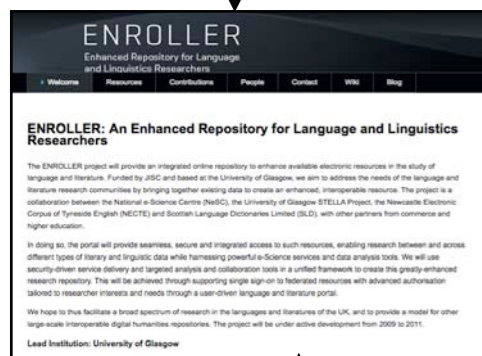 ENROLLER
Enhanced Repository for Language
and Linguistics Researchers
Welcome Resources Contributions People Contact Wiki Blog
ENROLLER: An Enhanced Repository for Language and Linguistics
Researchers
The ENROLLER project will provide an integrated online repository to enhance available electronic resources in the study of
language and literature. Funded by JISC and based at the University of Glasgow, we aim to address the needs of the language and
literature research communities by bringing together existing data to create an enhanced, interoperable resource. The project is a
collaboration between the National e-Science Centre (NeSC), the University of Glasgow STELLA Project, the Newcastle Electronic
Corpus of Tyneside English (NECTE) and Scottish Language Dictionaries Limited (SLD), with other partners from commerce and
higher education.
In doing so, the portal will provide seamless, secure and integrated access to such resources, enabling research between and across
different types of literary and linguistic data while harnessing powerful e-Science services and data analysis tools. We will use
security-driven service delivery and targeted analysis and collaboration tools in a unified framework to create this greatly-enhanced
research repository. This will be achieved through supporting single sign-on to federated resources with advanced authorisation
tailored to researcher interests and needs through a user-driven language and literature portal.
We hope to thus facilitate a broad spectrum of research in the languages and literatures of the UK, and to provide a model for other
large-scale interoperable digital humanities repositories. The project will be under active development from 2009 to 2011.
Lead Institution: University of Glasgow